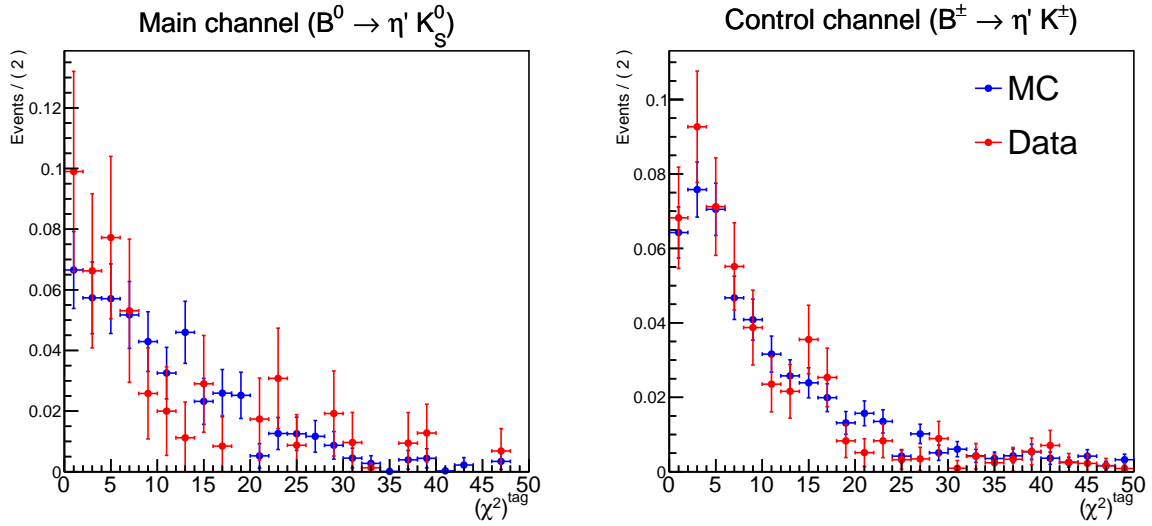 Main channel (B⁰ → η' K⁰_S)
Events / ( 2 )
0.12
0.1
0.08
0.06
0.04
0.02
0
0 5 10 15 20 25 30 35 40 45 50
(χ²)^tag
Control channel (B^± → η' K^±)
Events / ( 2 )
MC
Data
0.1
0.08
0.06
0.04
0.02
0
0 5 10 15 20 25 30 35 40 45 50
(χ²)^tag